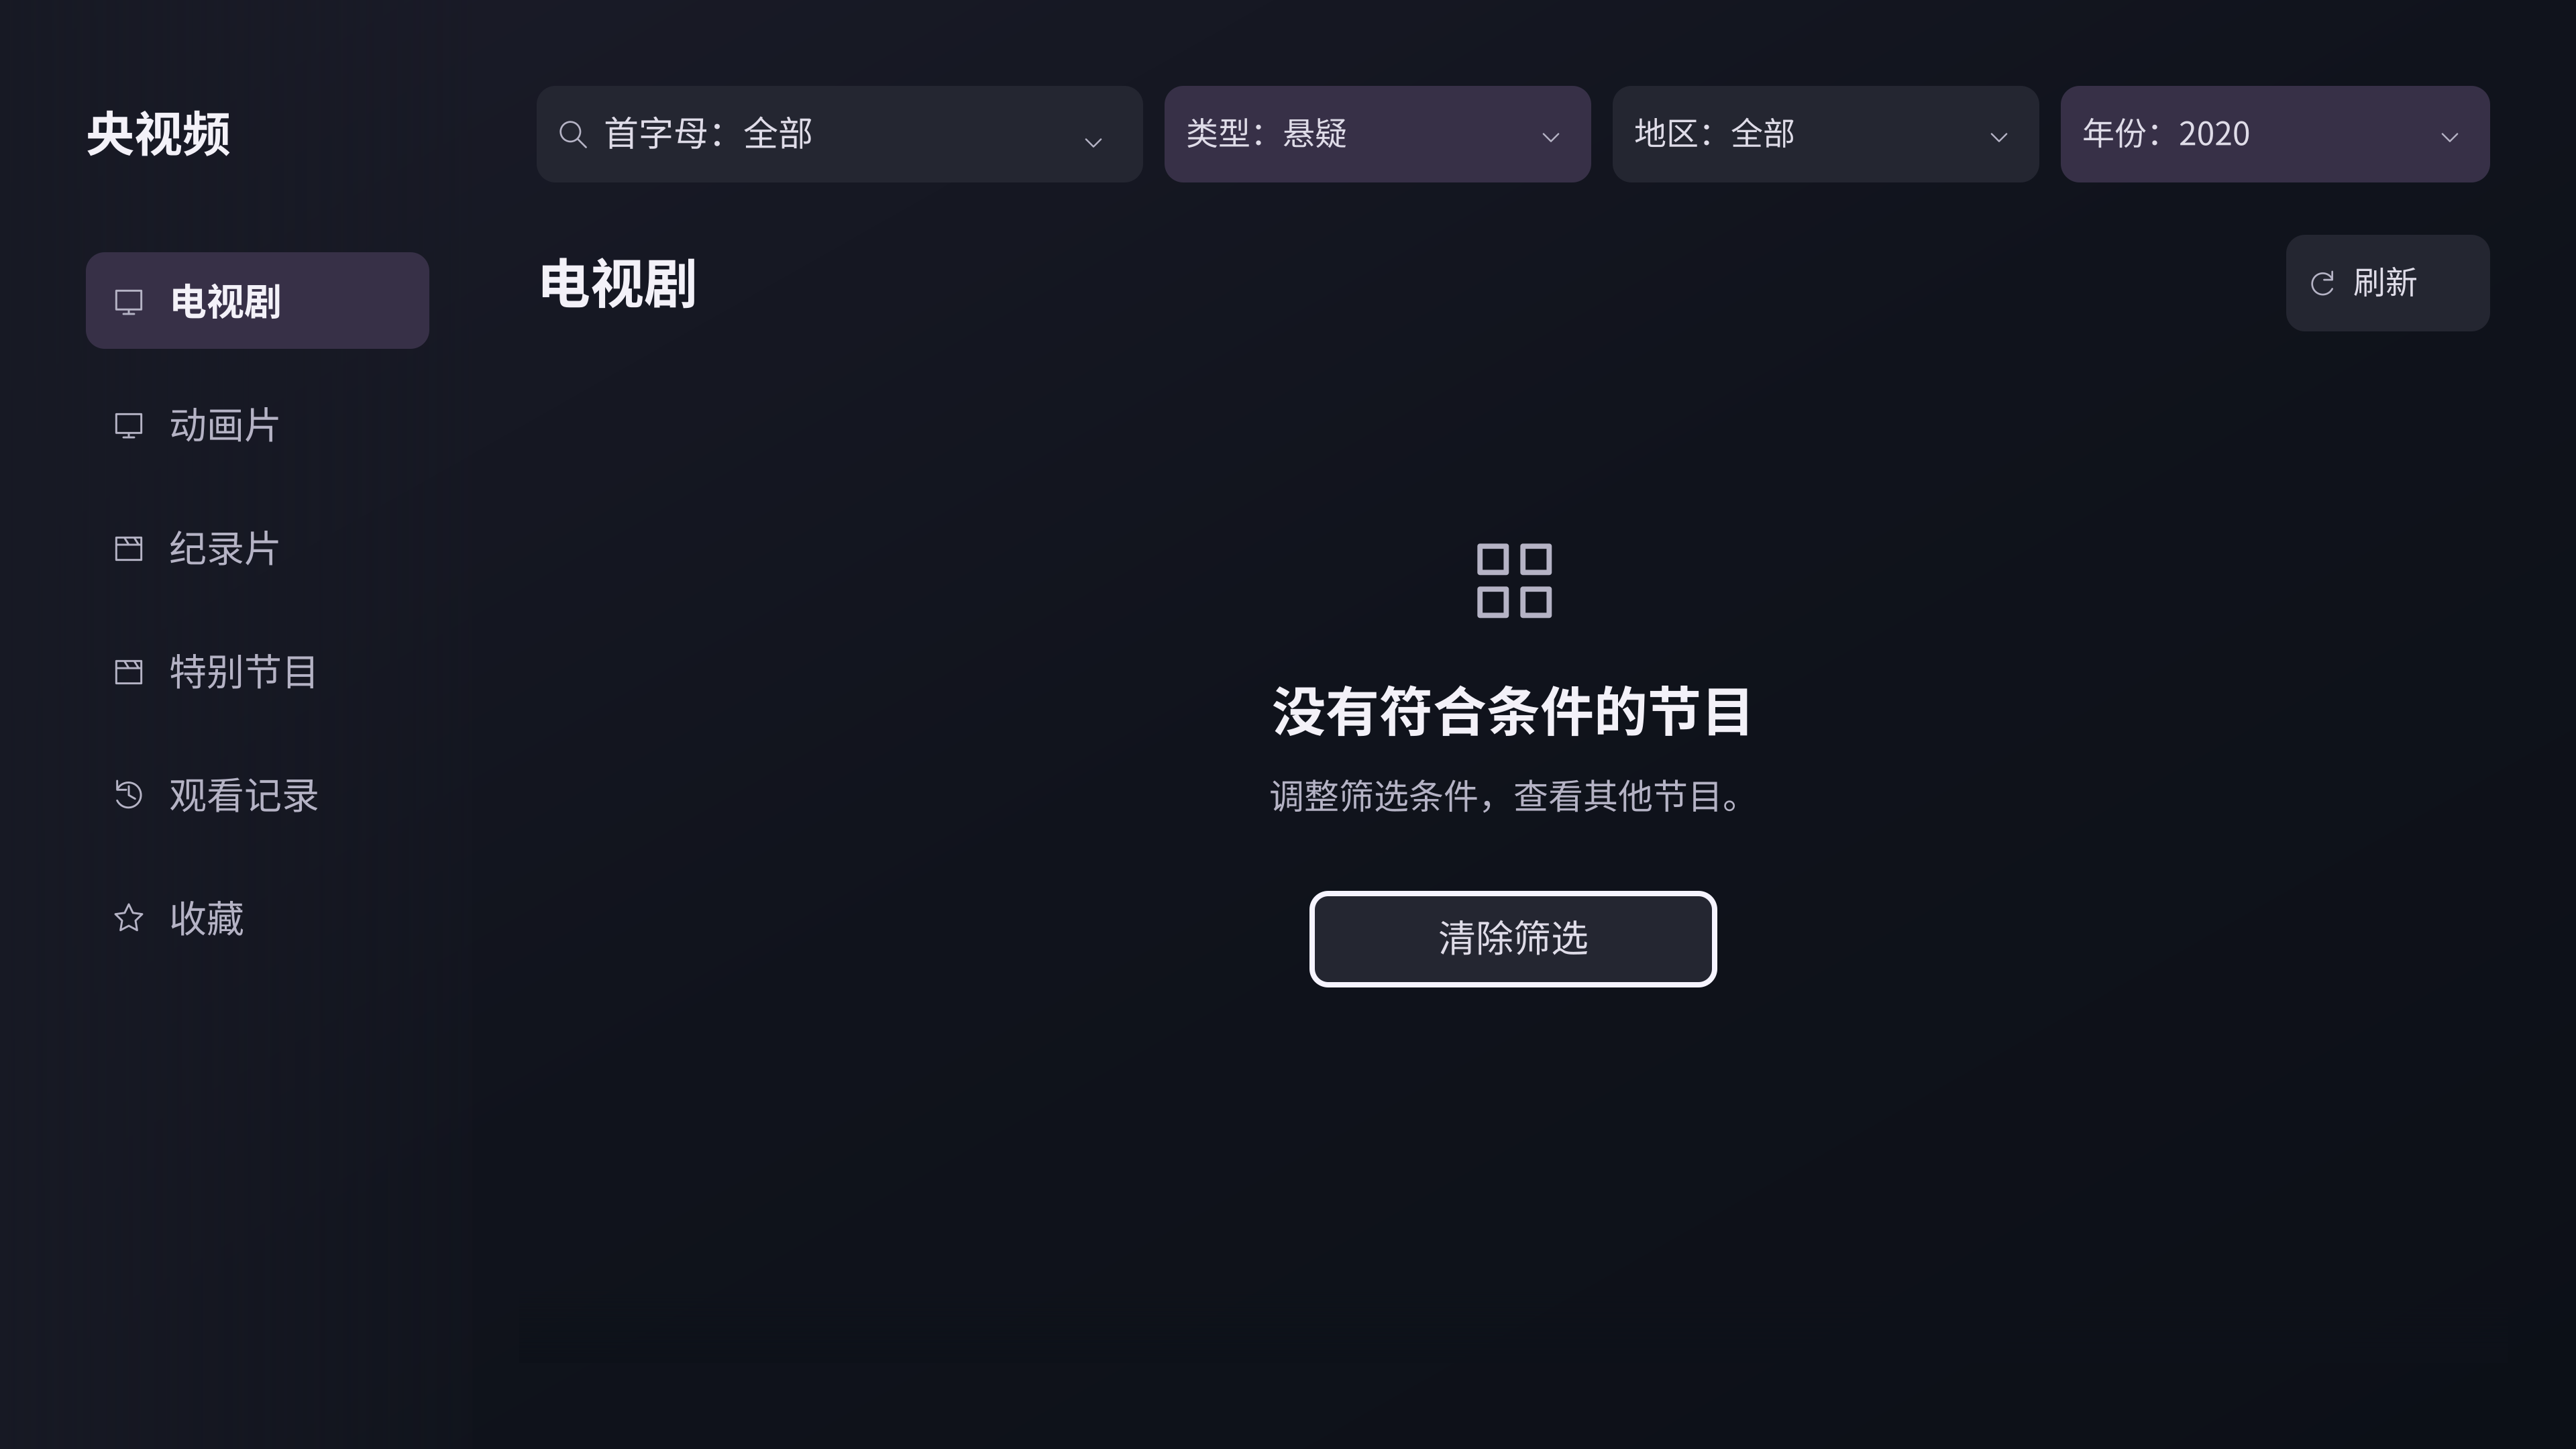 央视频
首字母：全部
类型：悬疑
地区：全部
年份：2020
电视剧
动画片
纪录片
特别节目
观看记录
收藏
电视剧
刷新
没有符合条件的节目
调整筛选条件，查看其他节目。
清除筛选